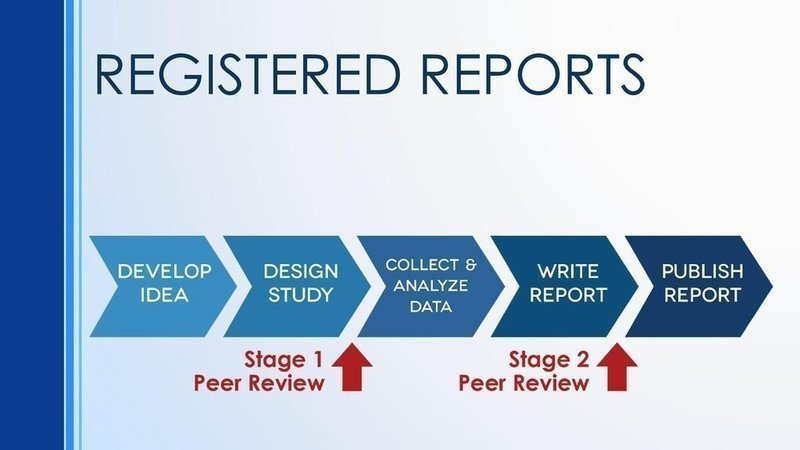 REGISTERED REPORTS
DEVELOP
IDEA
DESIGN
STUDY
COLLECT &
ANALYZE
DATA
WRITE
REPORT
PUBLISH
REPORT
Stage 1
Peer Review
Stage 2
Peer Review